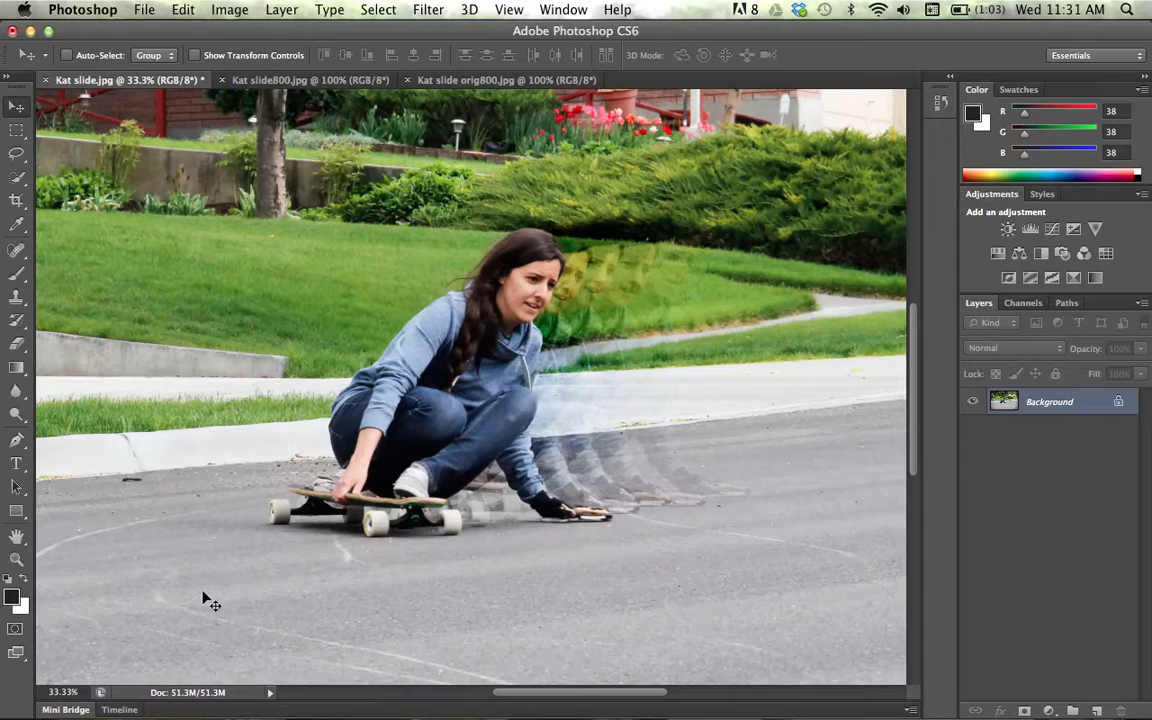 Photoshop File Edit Image Layer Type Select Filter 3D View Window Help 8 (1:03) Wed 11:31 AM
Adobe Photoshop CS6
Auto-Select: Group Show Transform Controls 3D Mode: Essentials
Kat slide.jpg @ 33.3% (RGB/8*) * Kat slide800.jpg @ 100% (RGB/8*) Kat slide orig800.jpg @ 100% (RGB/8*)
Color Swatches
R 38
G 38
B 38
Adjustments Styles
Add an adjustment
Layers Channels Paths
Kind
Normal Opacity: 100%
Lock: Fill: 100%
Background
T
33.33% Doc: 51.3M/51.3M
Mini Bridge Timeline